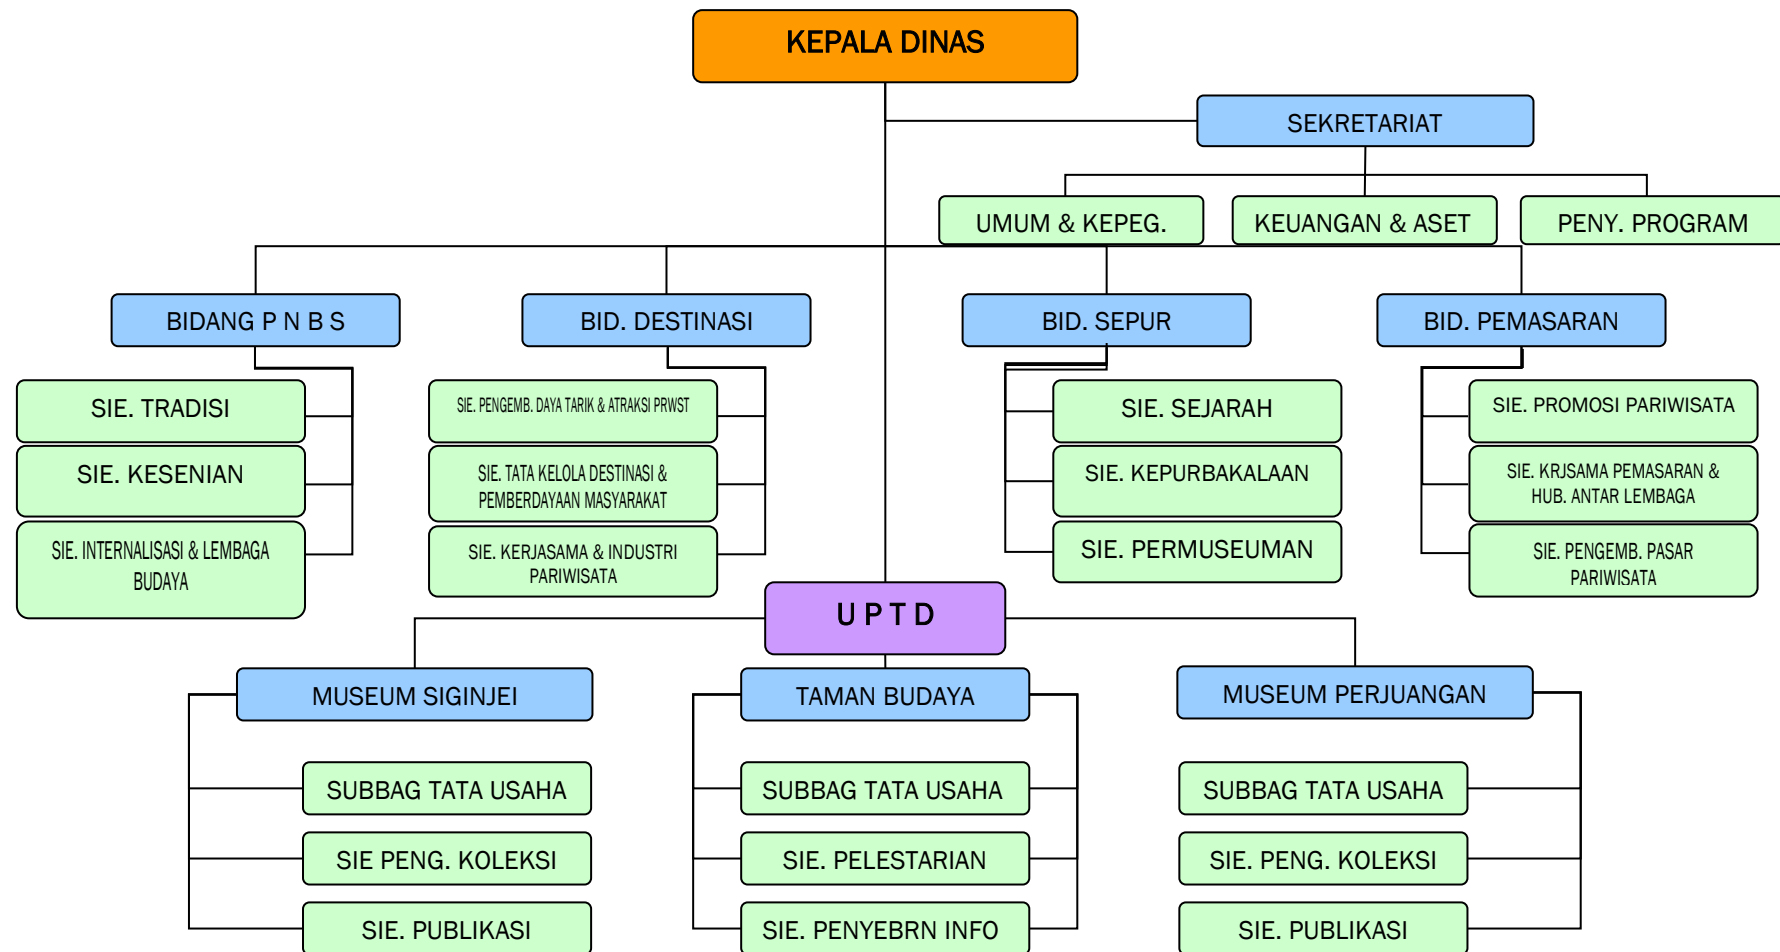 KEPALA DINAS
SEKRETARIAT
UMUM & KEPEG.
KEUANGAN & ASET
PENY. PROGRAM
BIDANG P N B S
BID. DESTINASI
BID. SEPUR
BID. PEMASARAN
SIE. TRADISI
SIE. KESENIAN
SIE. INTERNALISASI & LEMBAGA
BUDAYA
SIE. PENGEMB. DAYA TARIK & ATRAKSI PRWST
SIE. TATA KELOLA DESTINASI &
PEMBERDAYAAN MASYARAKAT
SIE. KERJASAMA & INDUSTRI
PARIWISATA
SIE. SEJARAH
SIE. KEPURBAKALAAN
SIE. PERMUSEUMAN
SIE. PROMOSI PARIWISATA
SIE. KRJSAMA PEMASARAN &
HUB. ANTAR LEMBAGA
SIE. PENGEMB. PASAR
PARIWISATA
U P T D
MUSEUM SIGINJEI
TAMAN BUDAYA
MUSEUM PERJUANGAN
SUBBAG TATA USAHA
SIE PENG. KOLEKSI
SIE. PUBLIKASI
SUBBAG TATA USAHA
SIE. PELESTARIAN
SIE. PENYEBRN INFO
SUBBAG TATA USAHA
SIE. PENG. KOLEKSI
SIE. PUBLIKASI